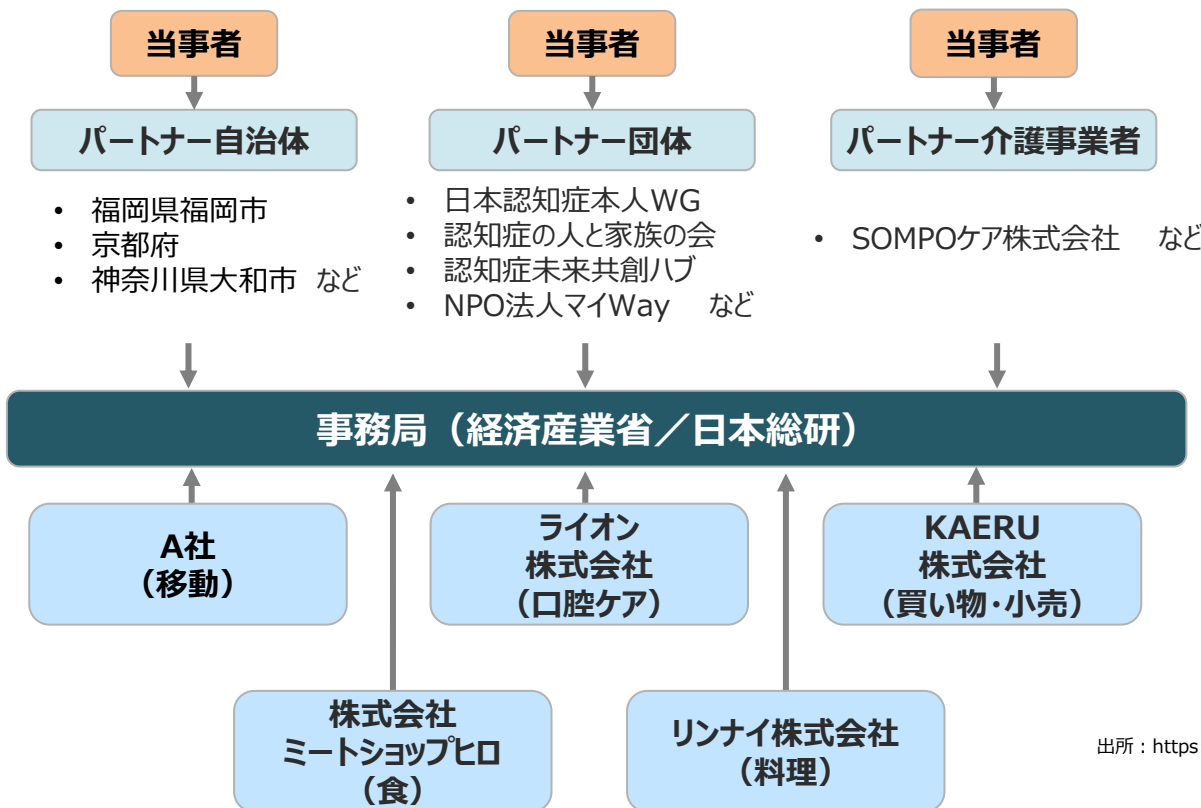 当事者
当事者
当事者
パートナー自治体
パートナー団体
パートナー介護事業者
• 福岡県福岡市
• 京都府
• 神奈川県大和市 など
• 日本認知症本人WG
• 認知症の人と家族の会
• 認知症未来共創ハブ
• NPO法人マイWay など
• SOMPOケア株式会社 など
事務局（経済産業省／日本総研）
A社
（移動）
ライオン
株式会社
（口腔ケア）
KAERU
株式会社
（買い物・小売）
株式会社
ミートショップヒロ
（食）
リンナイ株式会社
（料理）
出所：https